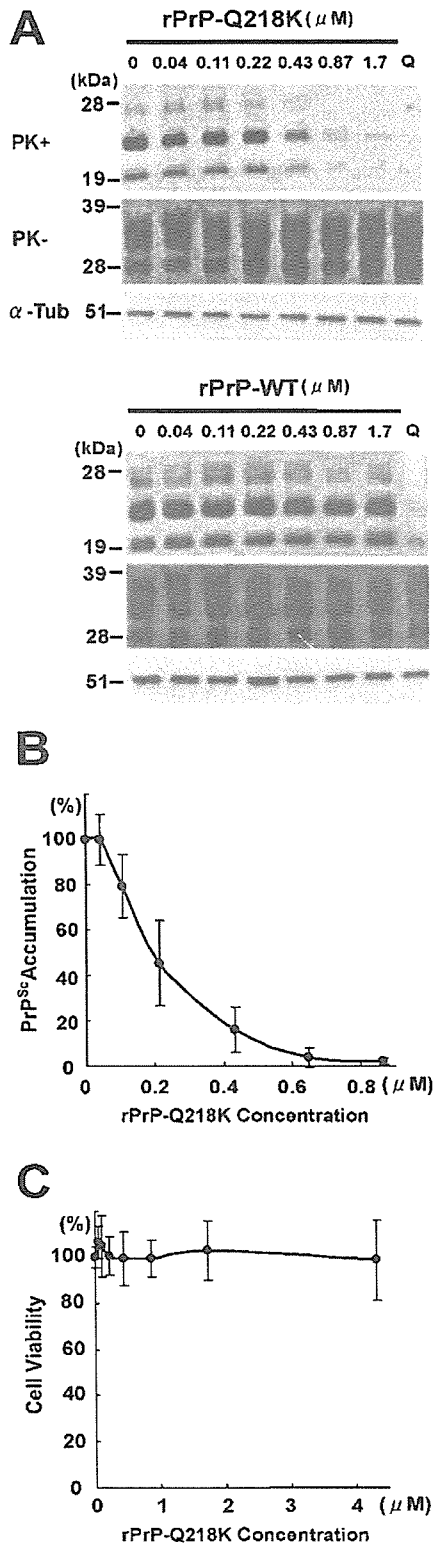 A
rPrP-Q218K(μM)
0 0.04 0.11 0.22 0.43 0.87 1.7 Q
(kDa)
28
PK+
19
39
PK-
28
α-Tub 51
rPrP-WT(μM)
0 0.04 0.11 0.22 0.43 0.87 1.7 Q
(kDa)
28
19
39
28
51
B
(%)
100
80
60
40
20
0
PrPSc Accumulation
0 0.2 0.4 0.6 0.8 (μM)
rPrP-Q218K Concentration
C
(%)
100
80
60
40
20
0
Cell Viability
0 1 2 3 4 (μM)
rPrP-Q218K Concentration